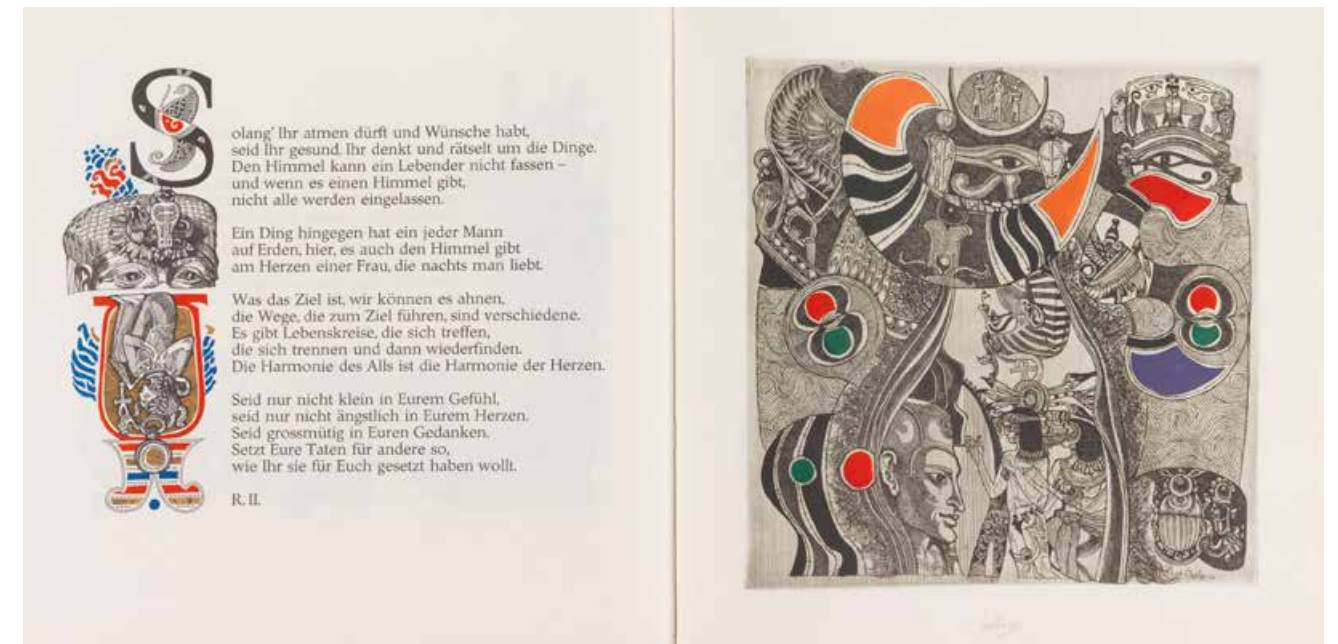 Solang' Ihr atmen dürft und Wünsche habt,
seid Ihr gesund. Ihr denkt und rätselt um die Dinge.
Den Himmel kann ein Lebender nicht fassen –
und wenn es einen Himmel gibt,
nicht alle werden eingelassen.
Ein Ding hingegen hat ein jeder Mann
auf Erden, hier, es auch den Himmel gibt
am Herzen einer Frau, die nachts man liebt.
Was das Ziel ist, wir können es ahnen,
die Wege, die zum Ziel führen, sind verschiedene.
Es gibt Lebenskreise, die sich treffen,
die sich trennen und dann wiederfinden.
Die Harmonie des Alls ist die Harmonie der Herzen.
Seid nur nicht klein in Eurem Gefühl,
seid nur nicht ängstlich in Eurem Herzen.
Seid grossmütig in Euren Gedanken.
Setzt Eure Taten für andere so,
wie Ihr sie für Euch gesetzt haben wollt.
R. II.